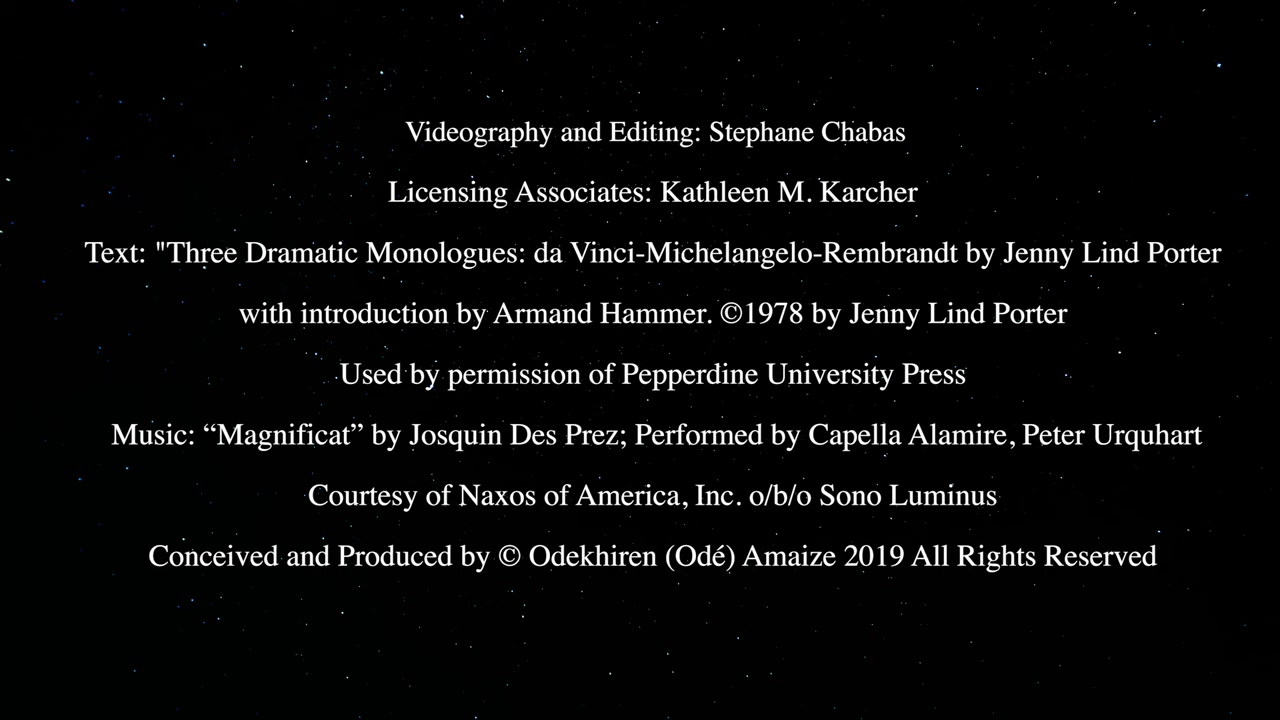 Videography and Editing: Stephane Chabas
Licensing Associates: Kathleen M. Karcher
Text: "Three Dramatic Monologues: da Vinci-Michelangelo-Rembrandt by Jenny Lind Porter
with introduction by Armand Hammer. ©1978 by Jenny Lind Porter
Used by permission of Pepperdine University Press
Music: “Magnificat” by Josquin Des Prez; Performed by Capella Alamire, Peter Urquhart
Courtesy of Naxos of America, Inc. o/b/o Sono Luminus
Conceived and Produced by © Odekhiren (Odé) Amaize 2019 All Rights Reserved